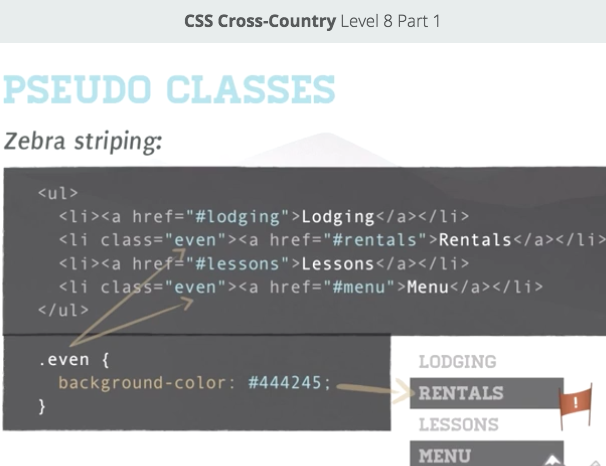 CSS Cross-Country Level 8 Part 1
PSEUDO CLASSES
Zebra striping:
<ul>
<li><a href="#lodging">Lodging</a></li>
<li class="even"><a href="#rentals">Rentals</a></li>
<li><a href="#lessons">Lessons</a></li>
<li class="even"><a href="#menu">Menu</a></li>
</ul>
.even {
background-color: #444245;
}
LODGING
RENTALS
!
LESSONS
MENU